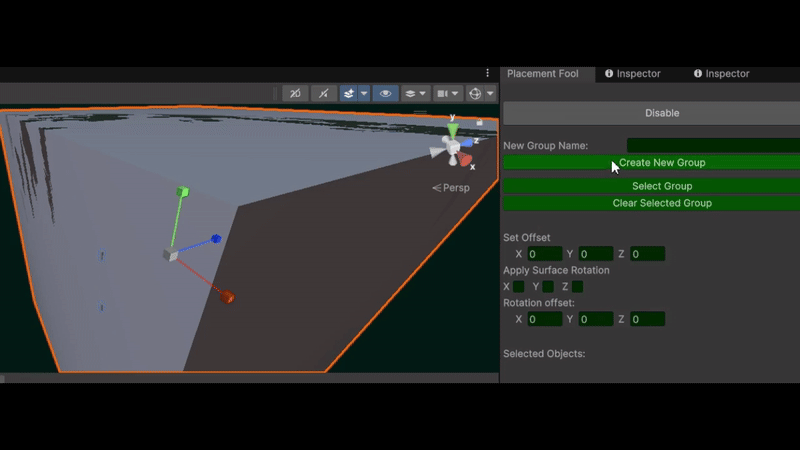 Placement Fool
Inspector
Inspector
Disable
New Group Name:
Create New Group
Select Group
Clear Selected Group
Set Offset
X 0 Y 0 Z 0
Apply Surface Rotation
X Y Z
Rotation offset:
X 0 Y 0 Z 0
Selected Objects:
y
z
x
Persp